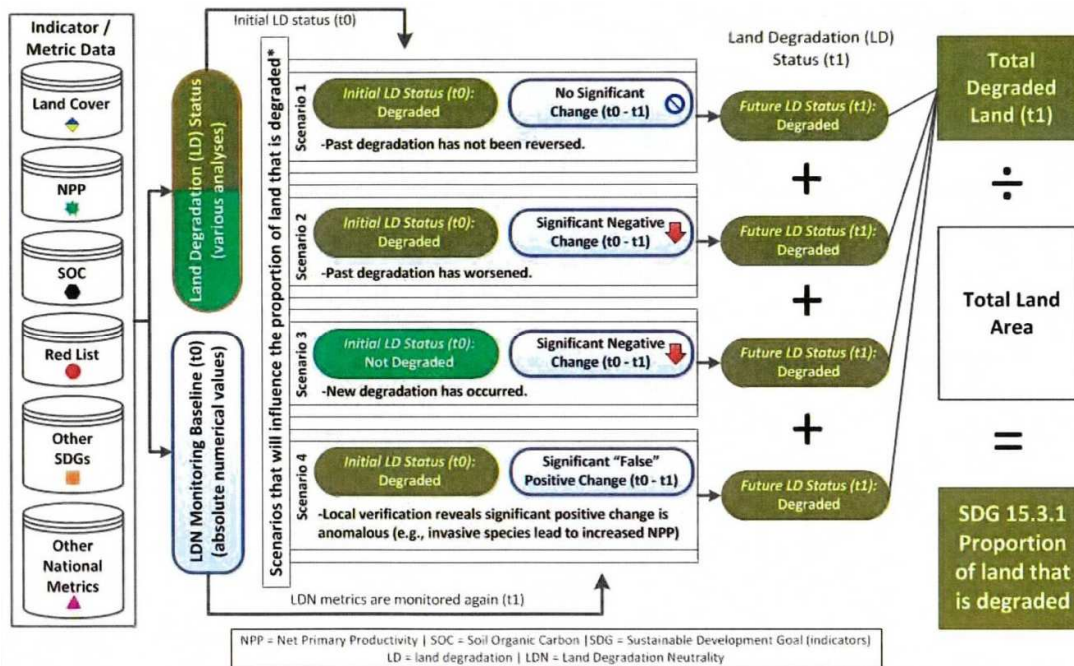 Indicator /
Metric Data
Land Cover
NPP
SOC
Red List
Other
SDGs
Other
National
Metrics
Initial LD status (t0)
Land Degradation (LD) Status
(various analyses)
LDN Monitoring Baseline (t0)
(absolute numerical values)
Scenarios that will influence the proportion of land that is degraded*
Scenario 1
Initial LD Status (t0):
Degraded
No Significant
Change (t0 - t1)
-Past degradation has not been reversed.
Scenario 2
Initial LD Status (t0):
Degraded
Significant Negative
Change (t0 - t1)
-Past degradation has worsened.
Scenario 3
Initial LD Status (t0):
Not Degraded
Significant Negative
Change (t0 - t1)
-New degradation has occurred.
Scenario 4
Initial LD Status (t0):
Degraded
Significant "False"
Positive Change (t0 - t1)
-Local verification reveals significant positive change is
anomalous (e.g., invasive species lead to increased NPP)
LDN metrics are monitored again (t1)
Land Degradation (LD)
Status (t1)
Future LD Status (t1):
Degraded
+
Future LD Status (t1):
Degraded
+
Future LD Status (t1):
Degraded
+
Future LD Status (t1):
Degraded
Total
Degraded
Land (t1)
÷
Total Land
Area
=
SDG 15.3.1
Proportion
of land that
is degraded
NPP = Net Primary Productivity | SOC = Soil Organic Carbon | SDG = Sustainable Development Goal (indicators)
LD = land degradation | LDN = Land Degradation Neutrality